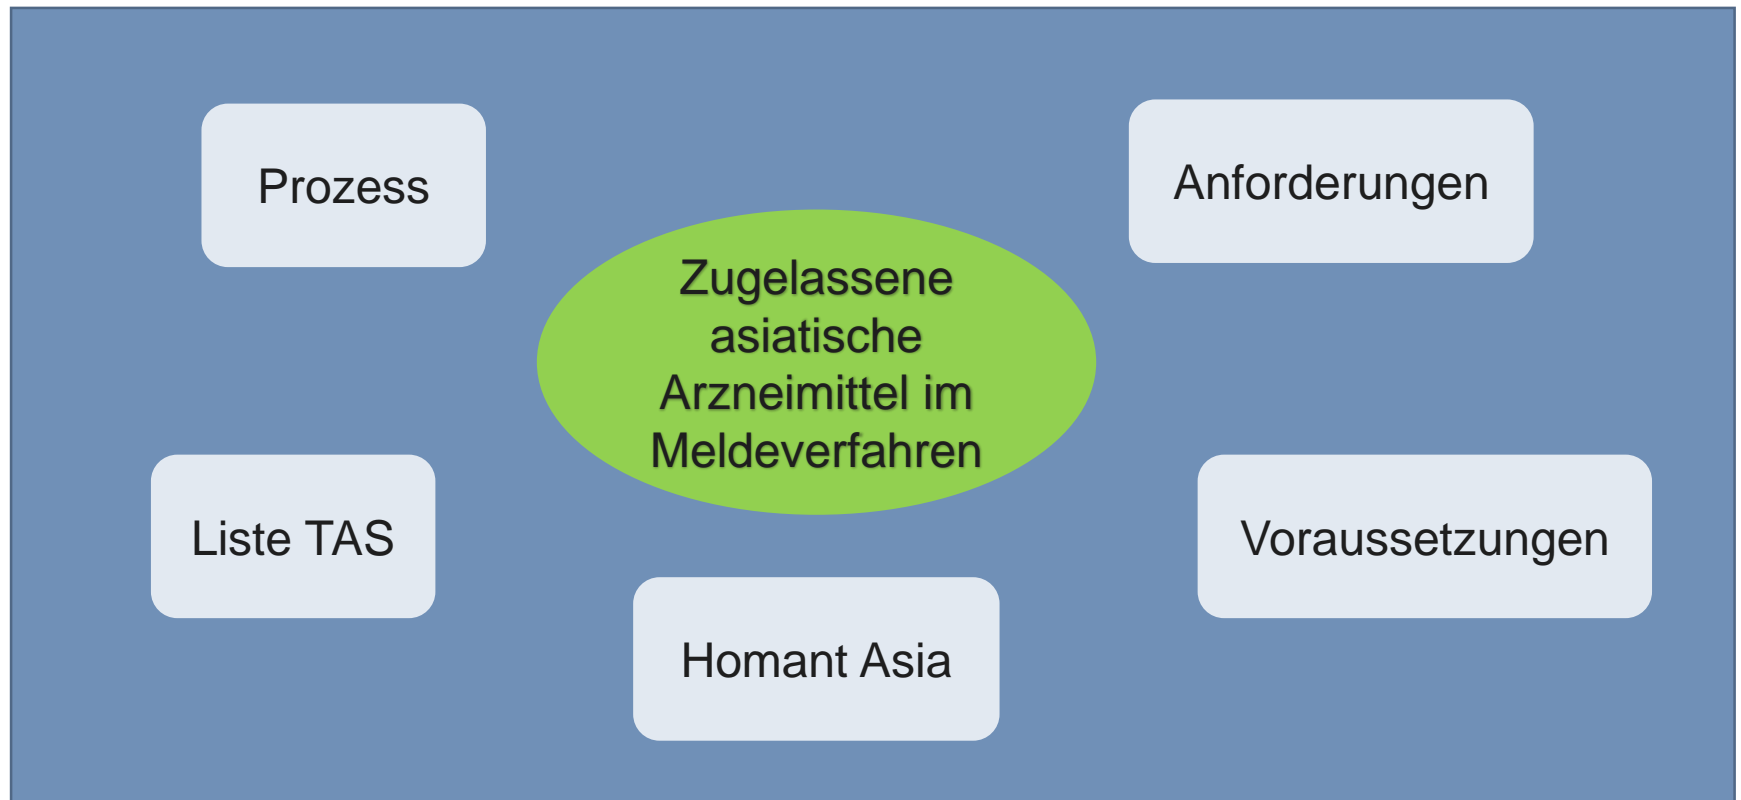 Prozess
Anforderungen
Zugelassene
asiatische
Arzneimittel im
Meldeverfahren
Liste TAS
Voraussetzungen
Homant Asia